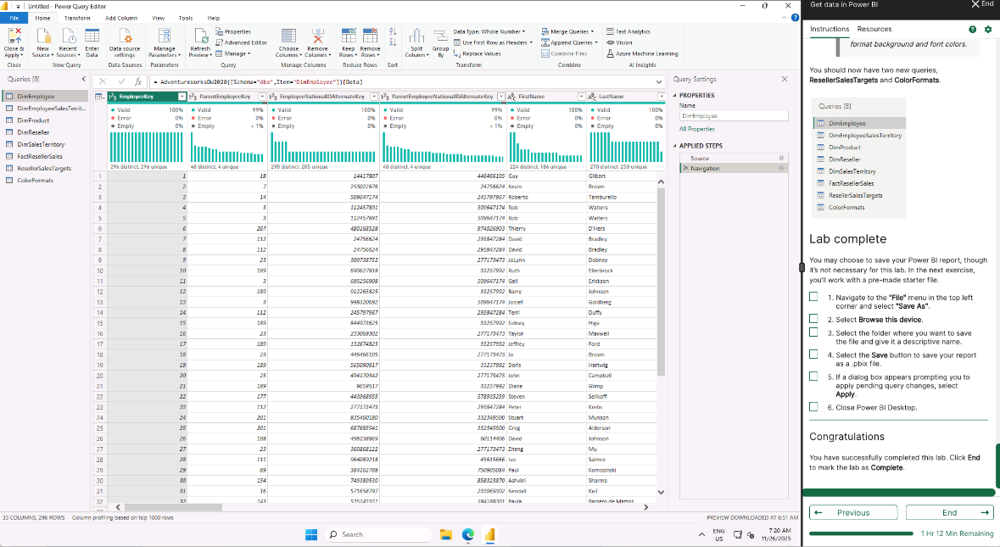 Untitled - Power Query Editor
File Home Transform Add Column View Tools Help
Close & Apply
New Source
Recent Sources
Enter Data
Data source settings
Manage Parameters
Refresh Preview
Properties
Advanced Editor
Manage
Choose Columns
Remove Columns
Keep Rows
Remove Rows
Split Column
Group By
Data Type: Whole Number
Use First Row as Headers
Replace Values
Merge Queries
Append Queries
Combine Files
Text Analytics
Vision
Azure Machine Learning
Close New Query Data Sources Parameters Query Manage Columns Reduce Rows Sort Transform Combine AI Insights
Queries [8]
DimEmployee
DimEmployeeSalesTerrit...
DimProduct
DimReseller
DimSalesTerritory
FactResellerSales
ResellerSalesTargets
ColorFormats
= AdventureWorksDW2020{[Schema="dbo",Item="DimEmployee"]}[Data]
EmployeeKey ParentEmployeeKey EmployeeNationalIDAlternateKey ParentEmployeeNationalIDAlternateKey FirstName LastName
Valid 100% Valid 99% Valid 100% Valid 99% Valid 100% Valid 100%
Error 0% Error 0% Error 0% Error 0% Error 0% Error 0%
Empty 0% Empty < 1% Empty 0% Empty < 1% Empty 0% Empty 0%
296 distinct, 296 unique 48 distinct, 4 unique 290 distinct, 285 unique 48 distinct, 4 unique 224 distinct, 186 unique 270 distinct, 250 unique
1 1 18 14417807 446466105 Guy Gilbert
2 2 7 253022876 24756624 Kevin Brown
3 3 14 509647174 245797967 Roberto Tamburello
4 4 3 112457891 509647174 Rob Walters
5 5 3 112457891 509647174 Rob Walters
6 6 267 480168528 974026903 Thierry D'Hers
7 7 112 24756624 295847284 David Bradley
8 8 112 24756624 295847284 David Bradley
9 9 23 309738752 277173473 JoLynn Dobney
10 10 189 690627818 33237992 Ruth Ellerbrock
11 11 3 695256908 509647174 Gail Erickson
12 12 189 912265825 33237992 Barry Johnson
13 13 3 998320692 509647174 Jossef Goldberg
14 14 112 245797967 295847284 Terri Duffy
15 15 189 844973625 33237992 Sidney Higa
16 16 23 233069302 277173473 Taylor Maxwell
17 17 189 132674823 33237992 Jeffrey Ford
18 18 23 446466105 277173473 Jo Brown
19 19 189 565090917 33237992 Doris Hartwig
20 20 23 494170342 277173473 John Campbell
21 21 189 9659517 33237992 Diane Glimp
22 22 177 443968955 578935259 Steven Selikoff
23 23 112 277173473 295847284 Peter Krebs
24 24 201 835460180 332349500 Stuart Munson
25 25 201 687685941 332349500 Greg Alderson
26 26 188 498138869 60114406 David Johnson
27 27 23 360868122 277173473 Zheng Mu
28 28 111 964089218 45615666 Ivo Salmre
29 29 89 384162788 750905084 Paul Komosinski
30 30 154 749389530 858323870 Ashvini Sharma
31 31 16 571658797 233069302 Kendall Keil
32 32 143 535145551 184188301 Paula Barreto de Mattos
Query Settings
PROPERTIES
Name
DimEmployee
All Properties
APPLIED STEPS
Source
Navigation
33 COLUMNS, 296 ROWS Column profiling based on top 1000 rows PREVIEW DOWNLOADED AT 6:51 AM
Search
ENG
US
7:20 AM
11/26/2025
Get data in Power BI End
Instructions Resources
format background and font colors.
You should now have two new queries,
ResellerSalesTargets and ColorFormats.
Queries [8]
DimEmployee
DimEmployeeSalesTerritory
DimProduct
DimReseller
DimSalesTerritory
FactResellerSales
ResellerSalesTargets
ColorFormats
Lab complete
You may choose to save your Power BI report, though
it's not necessary for this lab. In the next exercise,
you'll work with a pre-made starter file.
1. Navigate to the "File" menu in the top left
corner and select "Save As".
2. Select Browse this device.
3. Select the folder where you want to save
the file and give it a descriptive name.
4. Select the Save button to save your report
as a .pbix file.
5. If a dialog box appears prompting you to
apply pending query changes, select
Apply.
6. Close Power BI Desktop.
Congratulations
You have successfully completed this lab. Click End
to mark the lab as Complete.
Previous End
1 Hr 12 Min Remaining